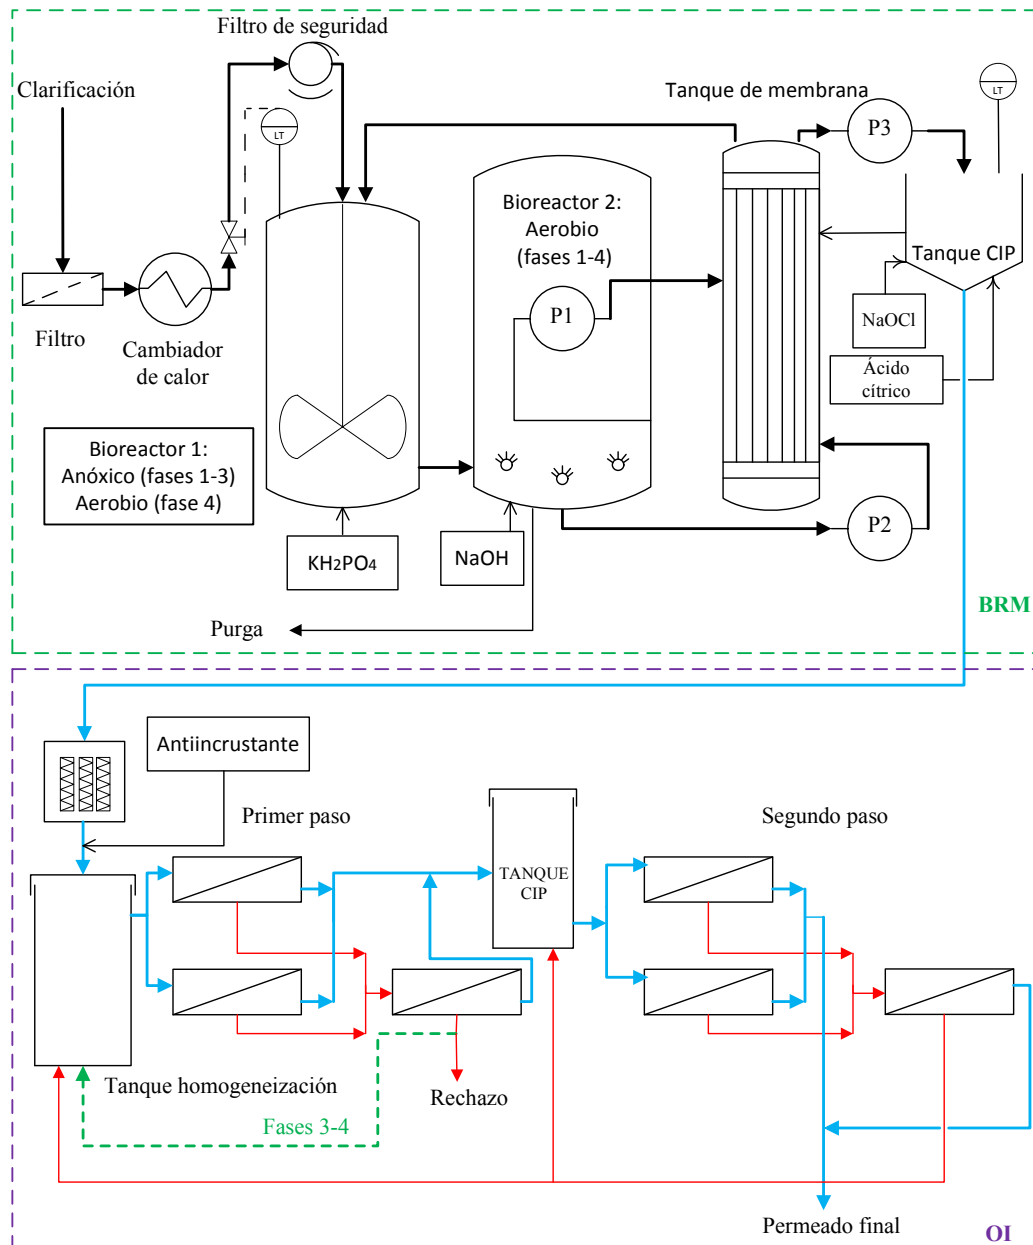 Filtro de seguridad
Clarificación
LT
Tanque de membrana
P3
LT
Bioreactor 2:
Aerobio
(fases 1-4)
P1
Tanque CIP
NaOCl
Ácido
cítrico
Filtro
Cambiador
de calor
Bioreactor 1:
Anóxico (fases 1-3)
Aerobio (fase 4)
P2
KH2PO4
NaOH
Purga
BRM
Antiincrustante
Primer paso
Segundo paso
TANQUE
CIP
Tanque homogeneización
Rechazo
Fases 3-4
Permeado final
OI